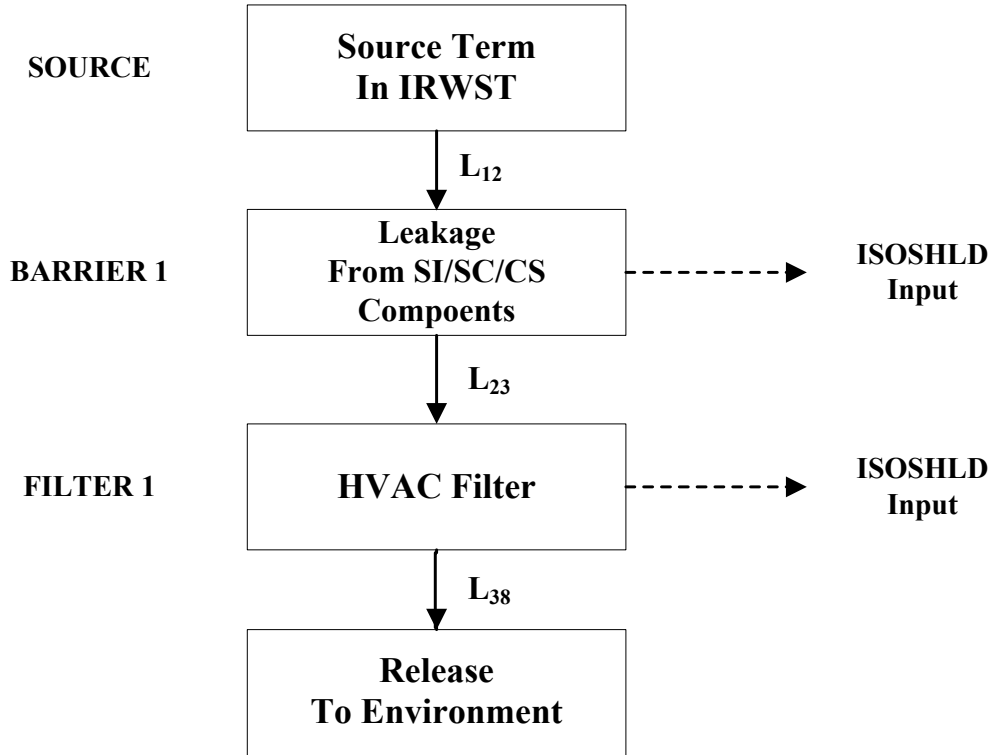 SOURCE
Source Term
In IRWST
L₁₂
BARRIER 1
Leakage
From SI/SC/CS
Compoents
ISOSHLD
Input
L₂₃
FILTER 1
HVAC Filter
ISOSHLD
Input
L₃₈
Release
To Environment